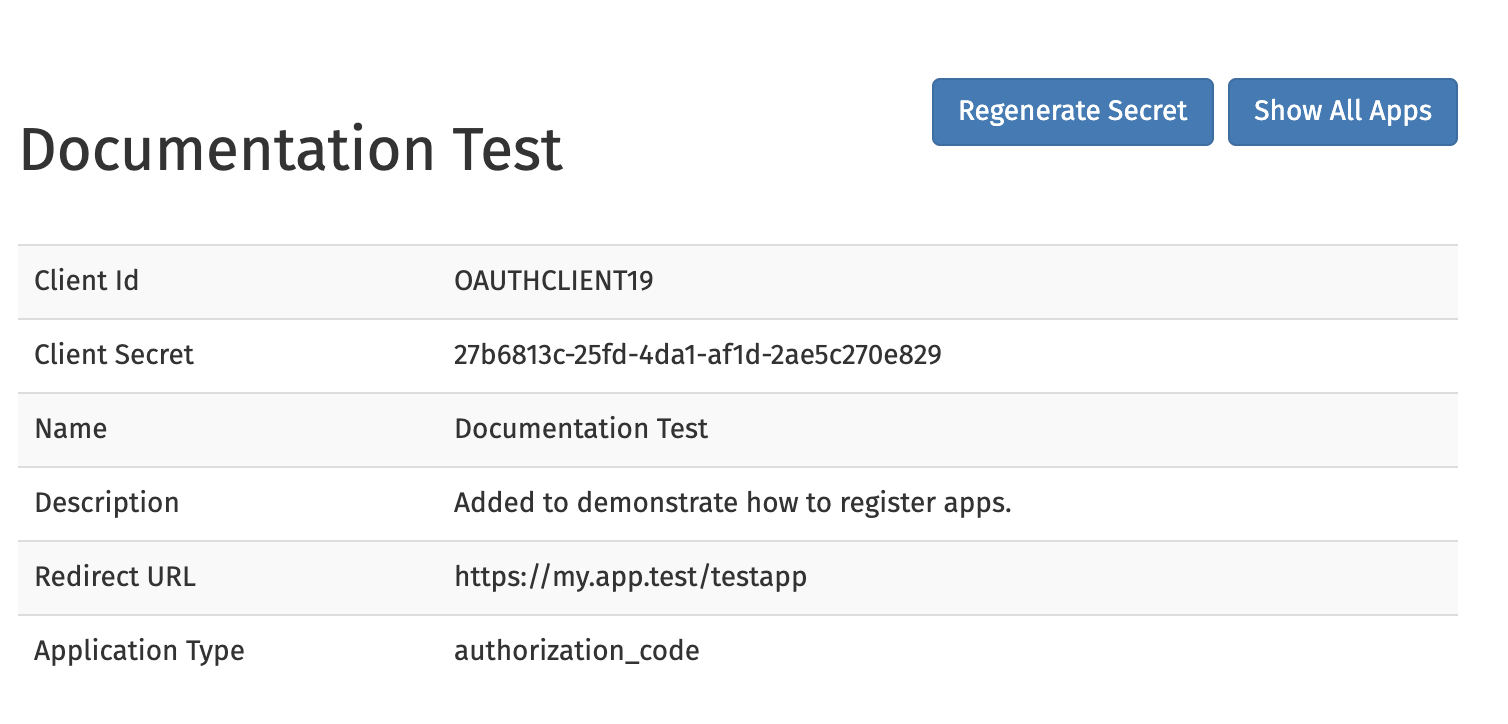 Regenerate Secret Show All Apps
Documentation Test
Client Id OAUTHCLIENT19
Client Secret 27b6813c-25fd-4da1-af1d-2ae5c270e829
Name Documentation Test
Description Added to demonstrate how to register apps.
Redirect URL https://my.app.test/testapp
Application Type authorization_code